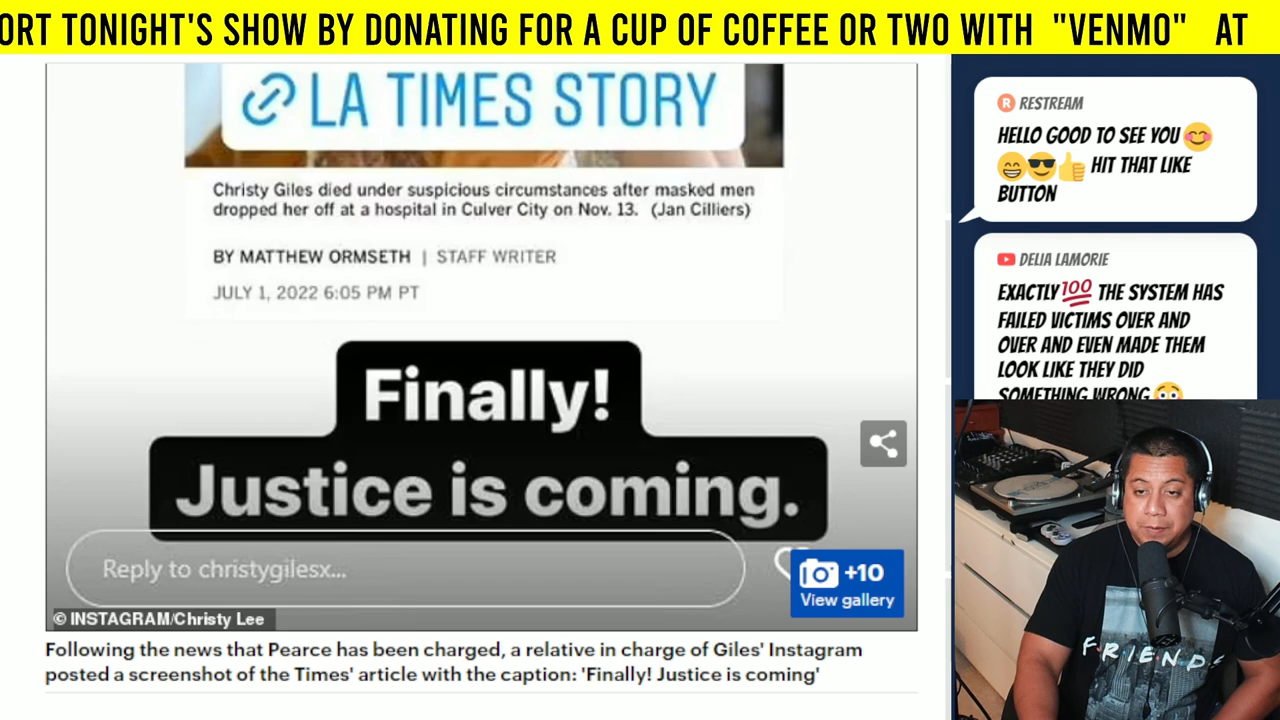 ORT TONIGHT'S SHOW BY DONATING FOR A CUP OF COFFEE OR TWO WITH "VENMO" AT
LA TIMES STORY
Christy Giles died under suspicious circumstances after masked men
dropped her off at a hospital in Culver City on Nov. 13. (Jan Cilliers)
BY MATTHEW ORMSETH | STAFF WRITER
JULY 1, 2022 6:05 PM PT
Finally!
Justice is coming.
Reply to christygilesx...
+10
View gallery
© INSTAGRAM/Christy Lee
Following the news that Pearce has been charged, a relative in charge of Giles' Instagram
posted a screenshot of the Times' article with the caption: 'Finally! Justice is coming'
R RESTREAM
HELLO GOOD TO SEE YOU 😊
😁😎👍 HIT THAT LIKE
BUTTON
DELIA LAMORIE
EXACTLY 💯 THE SYSTEM HAS
FAILED VICTIMS OVER AND
OVER AND EVEN MADE THEM
LOOK LIKE THEY DID
SOMETHING WRONG 😳
FRIENDS